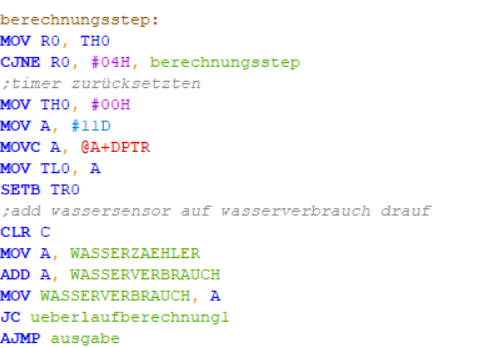 berechnungsstep:
MOV R0, TH0
CJNE R0, #04H, berechnungsstep
;timer zurücksetzten
MOV TH0, #00H
MOV A, #11D
MOVC A, @A+DPTR
MOV TL0, A
SETB TR0
;add wassersensor auf wasserverbrauch drauf
CLR C
MOV A, WASSERZAEHLER
ADD A, WASSERVERBRAUCH
MOV WASSERVERBRAUCH, A
JC ueberlaufberechnung1
AJMP ausgabe